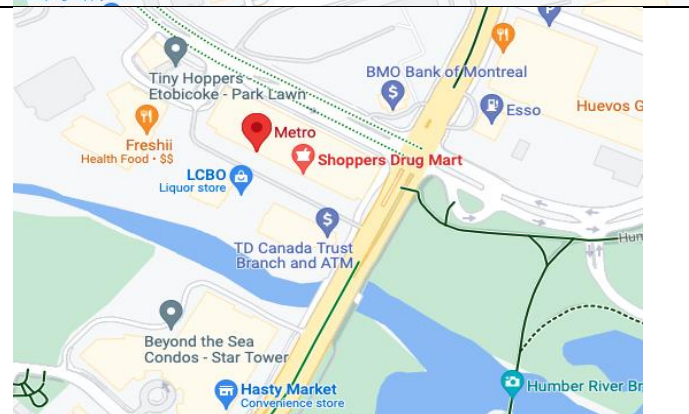 Tiny Hoppers -
Etobicoke - Park Lawn
BMO Bank of Montreal
Esso
Huevos G
Freshii
Health Food • $$
Metro
Shoppers Drug Mart
LCBO
Liquor store
TD Canada Trust
Branch and ATM
Hum
Beyond the Sea
Condos - Star Tower
Hasty Market
Convenience store
Humber River Br